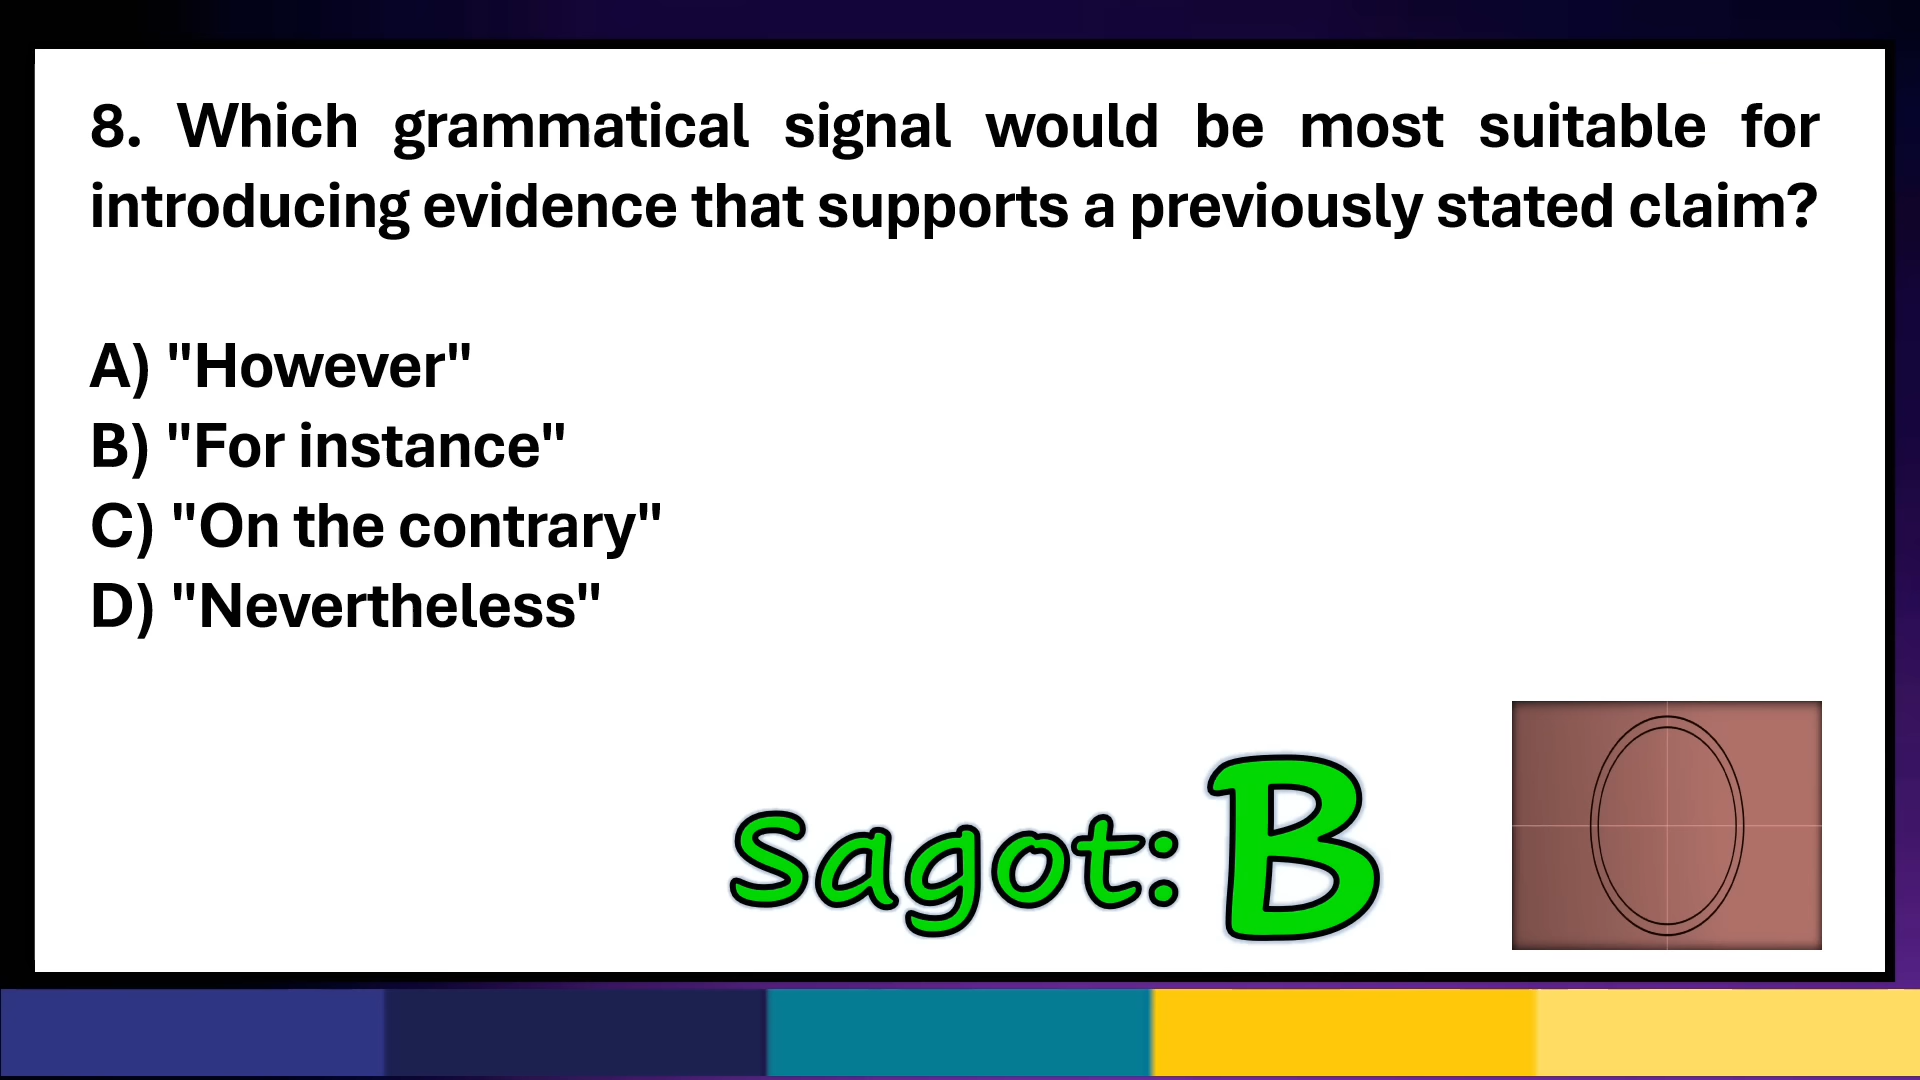 8. Which grammatical signal would be most suitable for
introducing evidence that supports a previously stated claim?
A) "However"
B) "For instance"
C) "On the contrary"
D) "Nevertheless"
Sagot: B